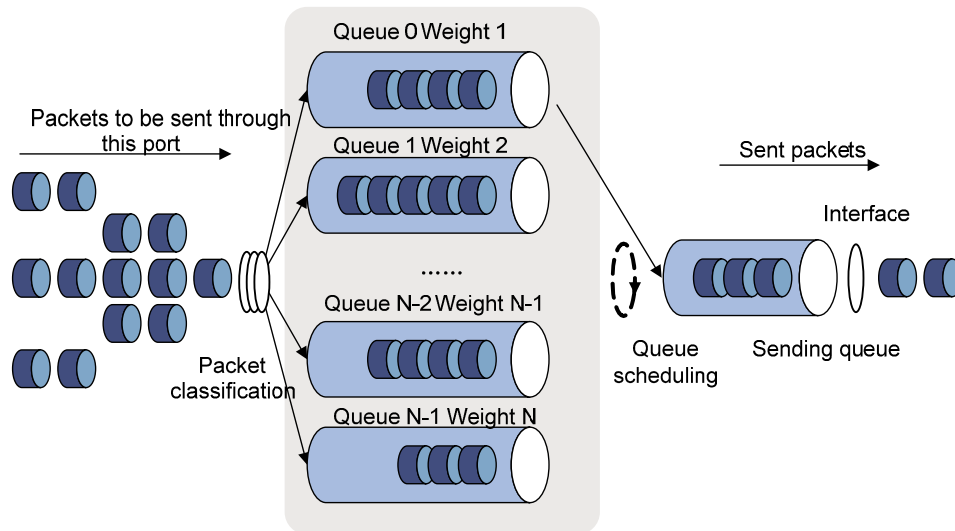 Queue 0 Weight 1
Packets to be sent through
this port
Queue 1 Weight 2
Sent packets
Interface
......
Queue N-2 Weight N-1
Packet
classification
Queue
scheduling
Sending queue
Queue N-1 Weight N